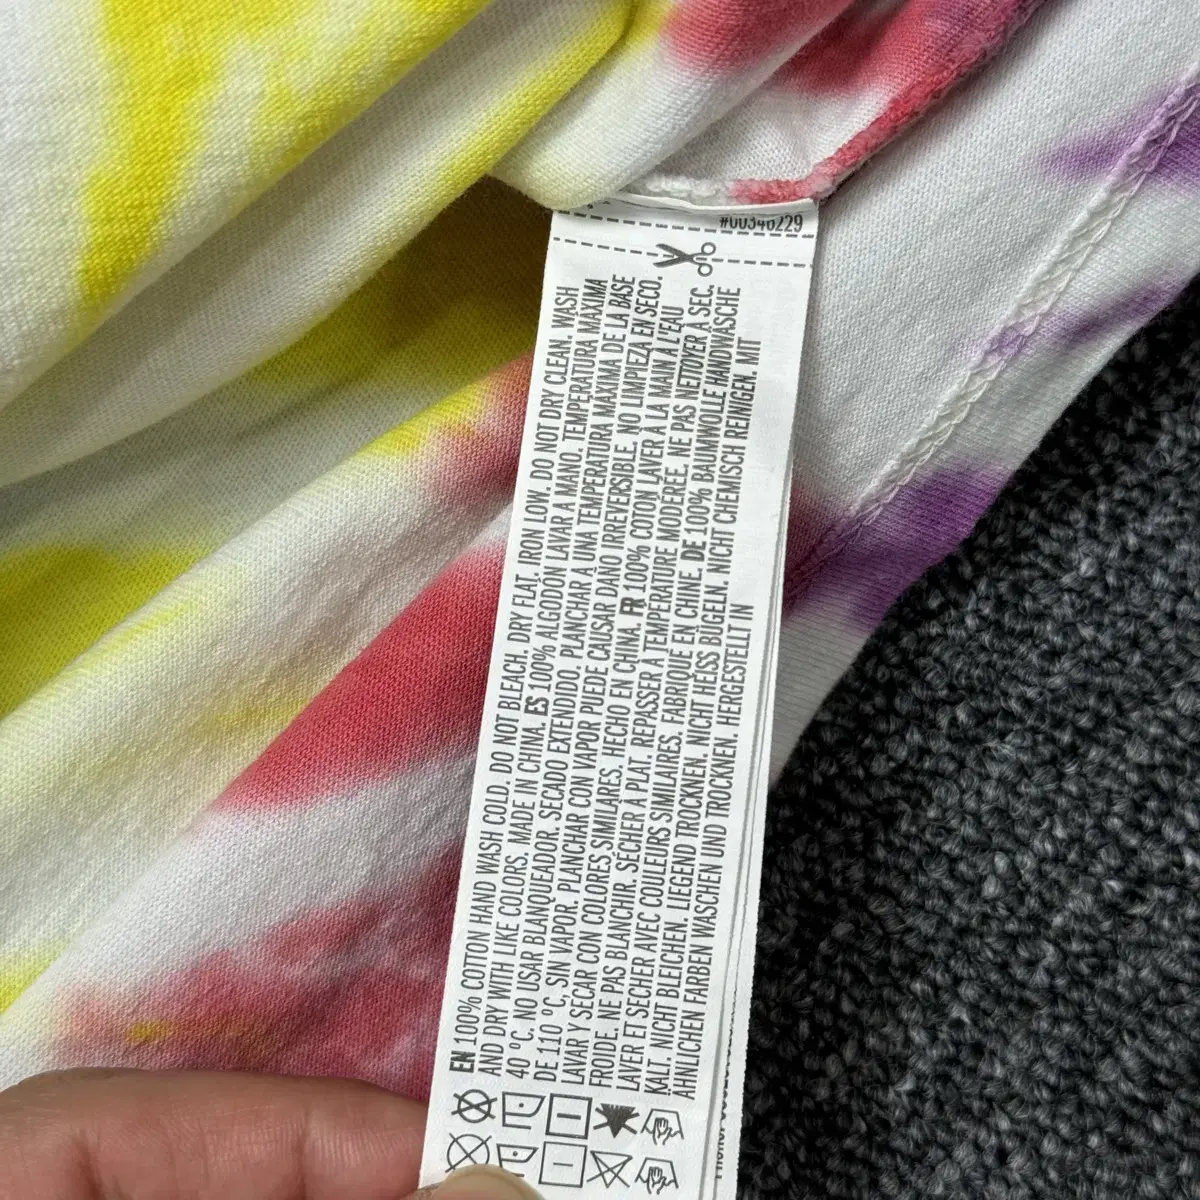 #00346229
EN 100% COTTON HAND WASH COLD. DO NOT BLEACH. DRY FLAT. IRON LOW. DO NOT DRY CLEAN. WASH
AND DRY WITH LIKE COLORS. MADE IN CHINA. ES 100% ALGODÓN LAVAR A MANO. TEMPERATURA MÁXIMA
40 °C. NO USAR BLANQUEADOR. SECADO EXTENDIDO. PLANCHAR A UNA TEMPERATURA MÁXIMA DE LA BASE
DE 110 °C, SIN VAPOR. PLANCHAR CON VAPOR PUEDE CAUSAR DANO IRREVERSIBLE. NO LIMPIEZA EN SECO.
LAVAR Y SECAR CON COLORES SIMILARES. HECHO EN CHINA. FR 100% COTON LAVER À LA MAIN À L'EAU
FROIDE. NE PAS BLANCHIR. SÉCHER À PLAT. REPASSER À TEMPÉRATURE MODÉRÉE. NE PAS NETTOYER À SEC.
LAVER ET SÉCHER AVEC COULEURS SIMILAIRES. FABRIQUÉ EN CHINE. DE 100% BAUMWOLLE HANDWÄSCHE
KALT. NICHT BLEICHEN. LIEGEND TROCKNEN. NICHT HEISS BÜGELN. NICHT CHEMISCH REINIGEN. MIT
ÄHNLICHEN FARBEN WASCHEN UND TROCKNEN. HERGESTELLT IN